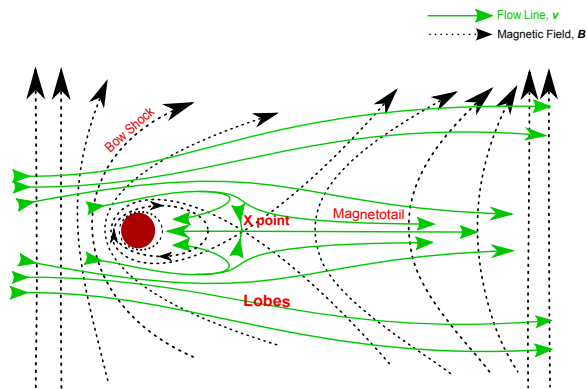 Flow Line, v
Magnetic Field, B
Bow Shock
X point
Magnetotail
Lobes